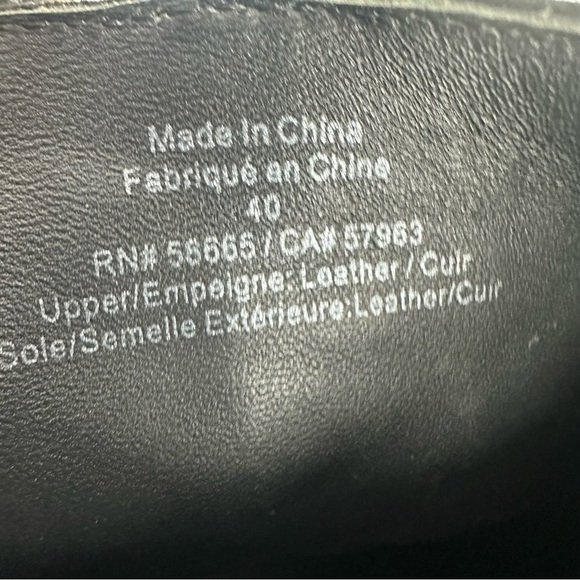 Made In China
Fabriqué en Chine
40
RN# 56665 / CA# 57963
Upper/Empeigne: Leather / Cuir
Sole/Semelle Extérieure: Leather/Cuir